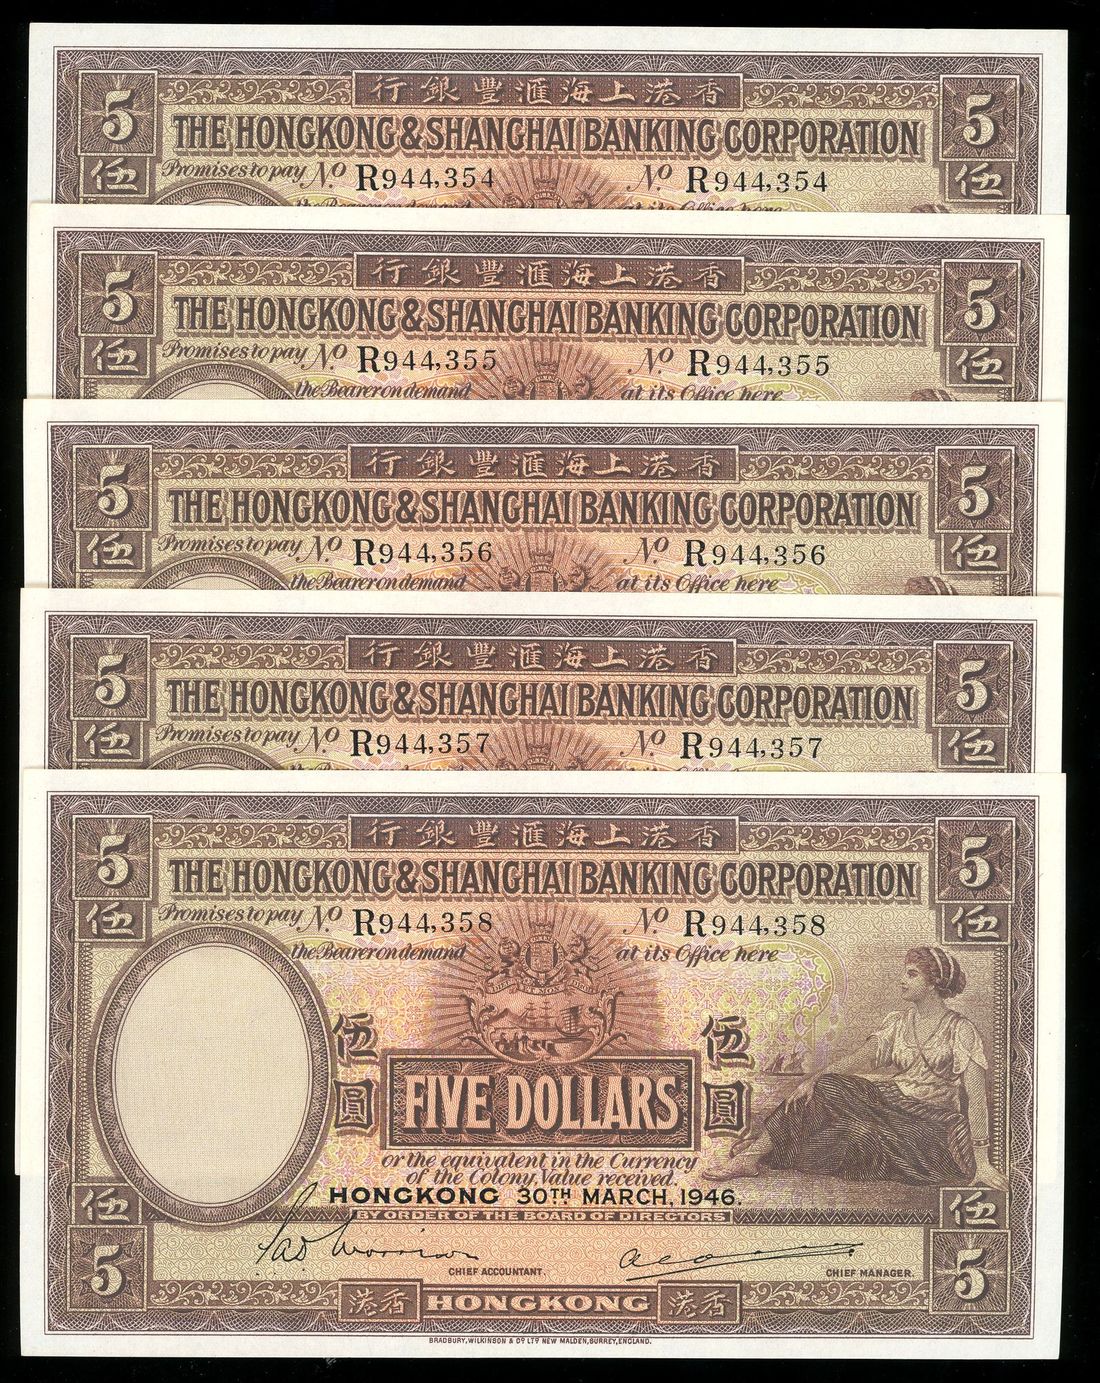 5 行銀豐滙海上港香 5
THE HONGKONG & SHANGHAI BANKING CORPORATION
伍 Promises to pay No. R944,354 No. R944,354 伍
the Bearer on demand at its Office here
5 行銀豐滙海上港香 5
THE HONGKONG & SHANGHAI BANKING CORPORATION
伍 Promises to pay No. R944,355 No. R944,355 伍
the Bearer on demand at its Office here
5 行銀豐滙海上港香 5
THE HONGKONG & SHANGHAI BANKING CORPORATION
伍 Promises to pay No. R944,356 No. R944,356 伍
the Bearer on demand at its Office here
5 行銀豐滙海上港香 5
THE HONGKONG & SHANGHAI BANKING CORPORATION
伍 Promises to pay No. R944,357 No. R944,357 伍
5 行銀豐滙海上港香 5
THE HONGKONG & SHANGHAI BANKING CORPORATION
伍 Promises to pay No. R944,358 No. R944,358 伍
the Bearer on demand at its Office here
伍圓 伍圓
FIVE DOLLARS
or the equivalent in the Currency
of the Colony, Value received.
伍 HONGKONG 30TH MARCH, 1946. 伍
BY ORDER OF THE BOARD OF DIRECTORS
5 5
CHIEF ACCOUNTANT. CHIEF MANAGER.
港香 HONGKONG 港香
BRADBURY, WILKINSON & Co. LTD. NEW MALDEN, SURREY, ENGLAND.